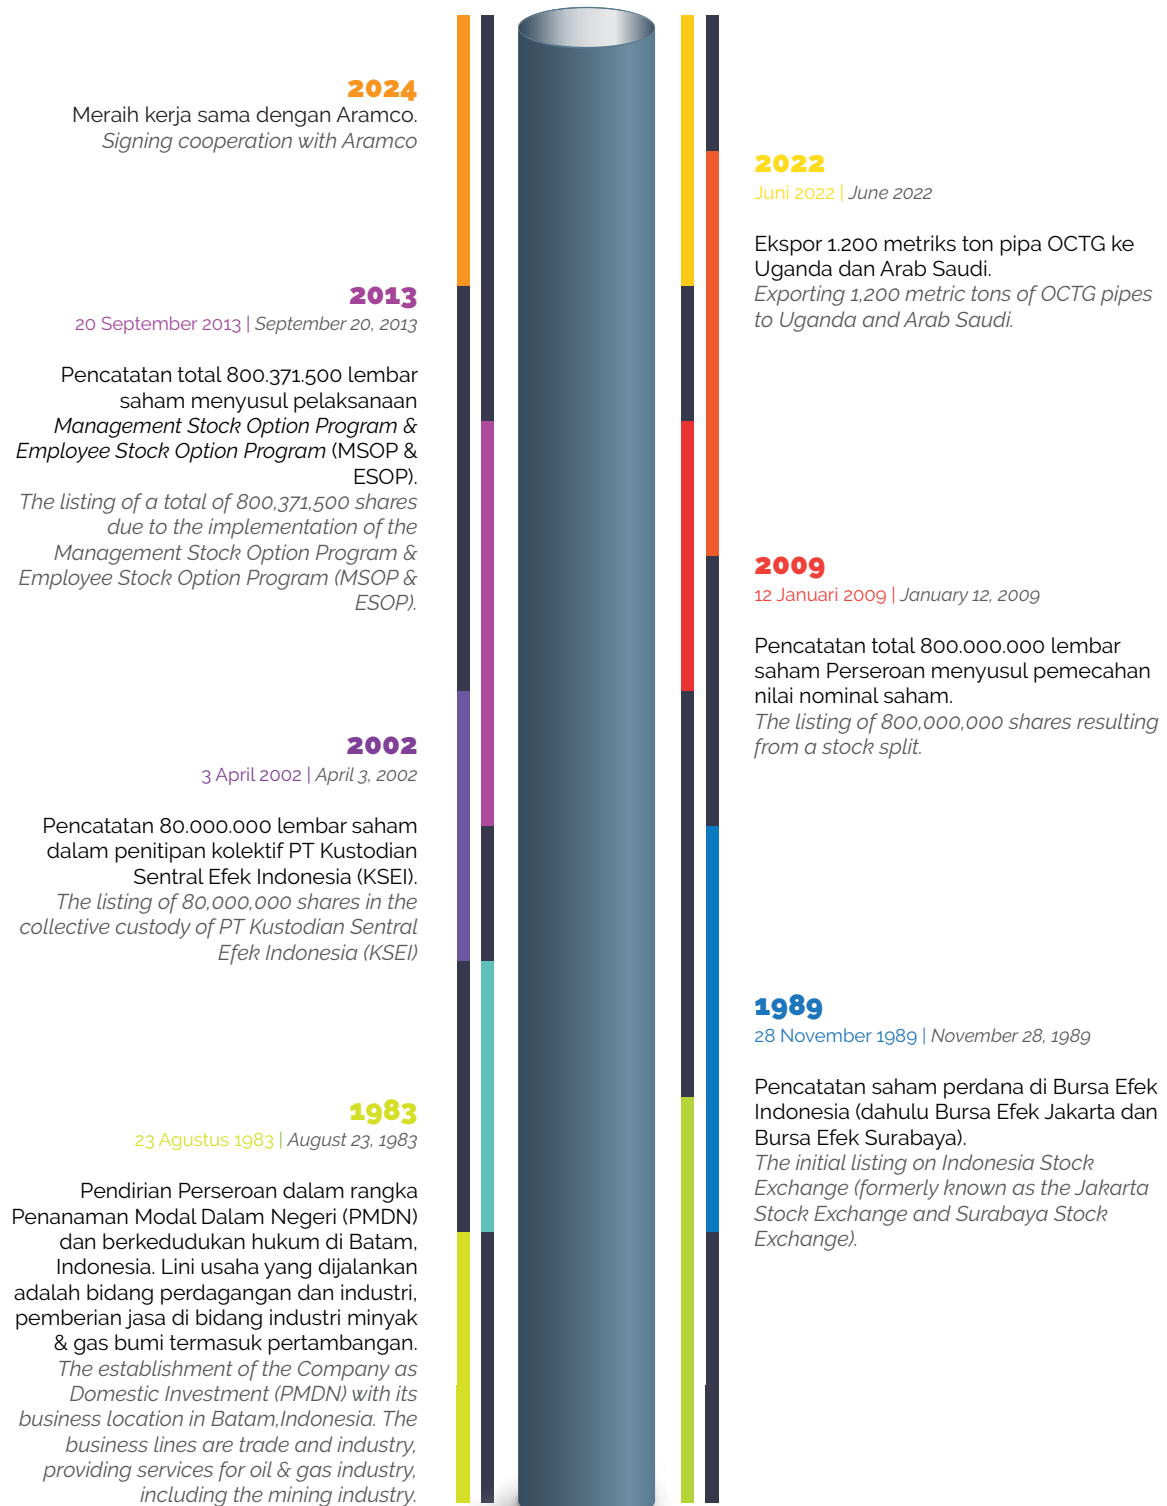 2024
Meraih kerja sama dengan Aramco.
Signing cooperation with Aramco
2013
20 September 2013 | September 20, 2013
Pencatatan total 800.371.500 lembar
saham menyusul pelaksanaan
Management Stock Option Program &
Employee Stock Option Program (MSOP &
ESOP).
The listing of a total of 800,371,500 shares
due to the implementation of the
Management Stock Option Program &
Employee Stock Option Program (MSOP &
ESOP).
2002
3 April 2002 | April 3, 2002
Pencatatan 80.000.000 lembar saham
dalam penitipan kolektif PT Kustodian
Sentral Efek Indonesia (KSEI).
The listing of 80,000,000 shares in the
collective custody of PT Kustodian Sentral
Efek Indonesia (KSEI)
1983
23 Agustus 1983 | August 23, 1983
Pendirian Perseroan dalam rangka
Penanaman Modal Dalam Negeri (PMDN)
dan berkedudukan hukum di Batam,
Indonesia. Lini usaha yang dijalankan
adalah bidang perdagangan dan industri,
pemberian jasa di bidang industri minyak
& gas bumi termasuk pertambangan.
The establishment of the Company as
Domestic Investment (PMDN) with its
business location in Batam,Indonesia. The
business lines are trade and industry,
providing services for oil & gas industry,
including the mining industry.
2022
Juni 2022 | June 2022
Ekspor 1.200 metriks ton pipa OCTG ke
Uganda dan Arab Saudi.
Exporting 1,200 metric tons of OCTG pipes
to Uganda and Arab Saudi.
2009
12 Januari 2009 | January 12, 2009
Pencatatan total 800.000.000 lembar
saham Perseroan menyusul pemecahan
nilai nominal saham.
The listing of 800,000,000 shares resulting
from a stock split.
1989
28 November 1989 | November 28, 1989
Pencatatan saham perdana di Bursa Efek
Indonesia (dahulu Bursa Efek Jakarta dan
Bursa Efek Surabaya).
The initial listing on Indonesia Stock
Exchange (formerly known as the Jakarta
Stock Exchange and Surabaya Stock
Exchange).